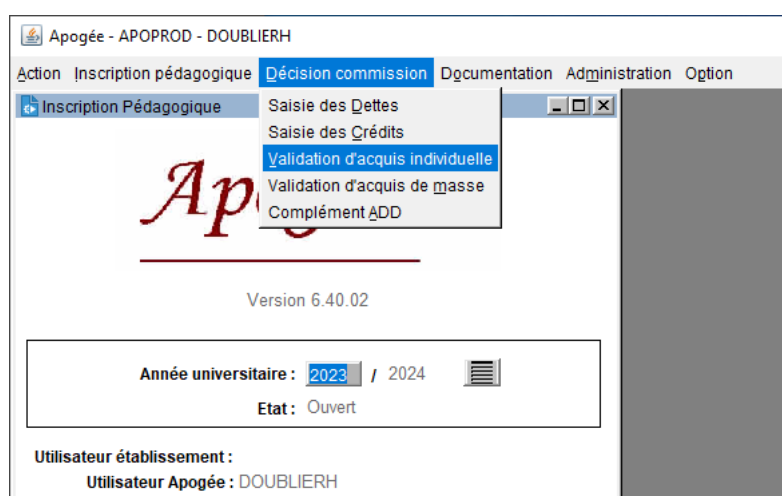 Apogée - APOPROD - DOUBLIERH
Action Inscription pédagogique Décision commission Documentation Administration Option
Inscription Pédagogique
Saisie des Dettes
Saisie des Crédits
Validation d'acquis individuelle
Validation d'acquis de masse
Complément ADD
Version 6.40.02
Année universitaire : 2023 / 2024
Etat : Ouvert
Utilisateur établissement :
Utilisateur Apogée : DOUBLIERH